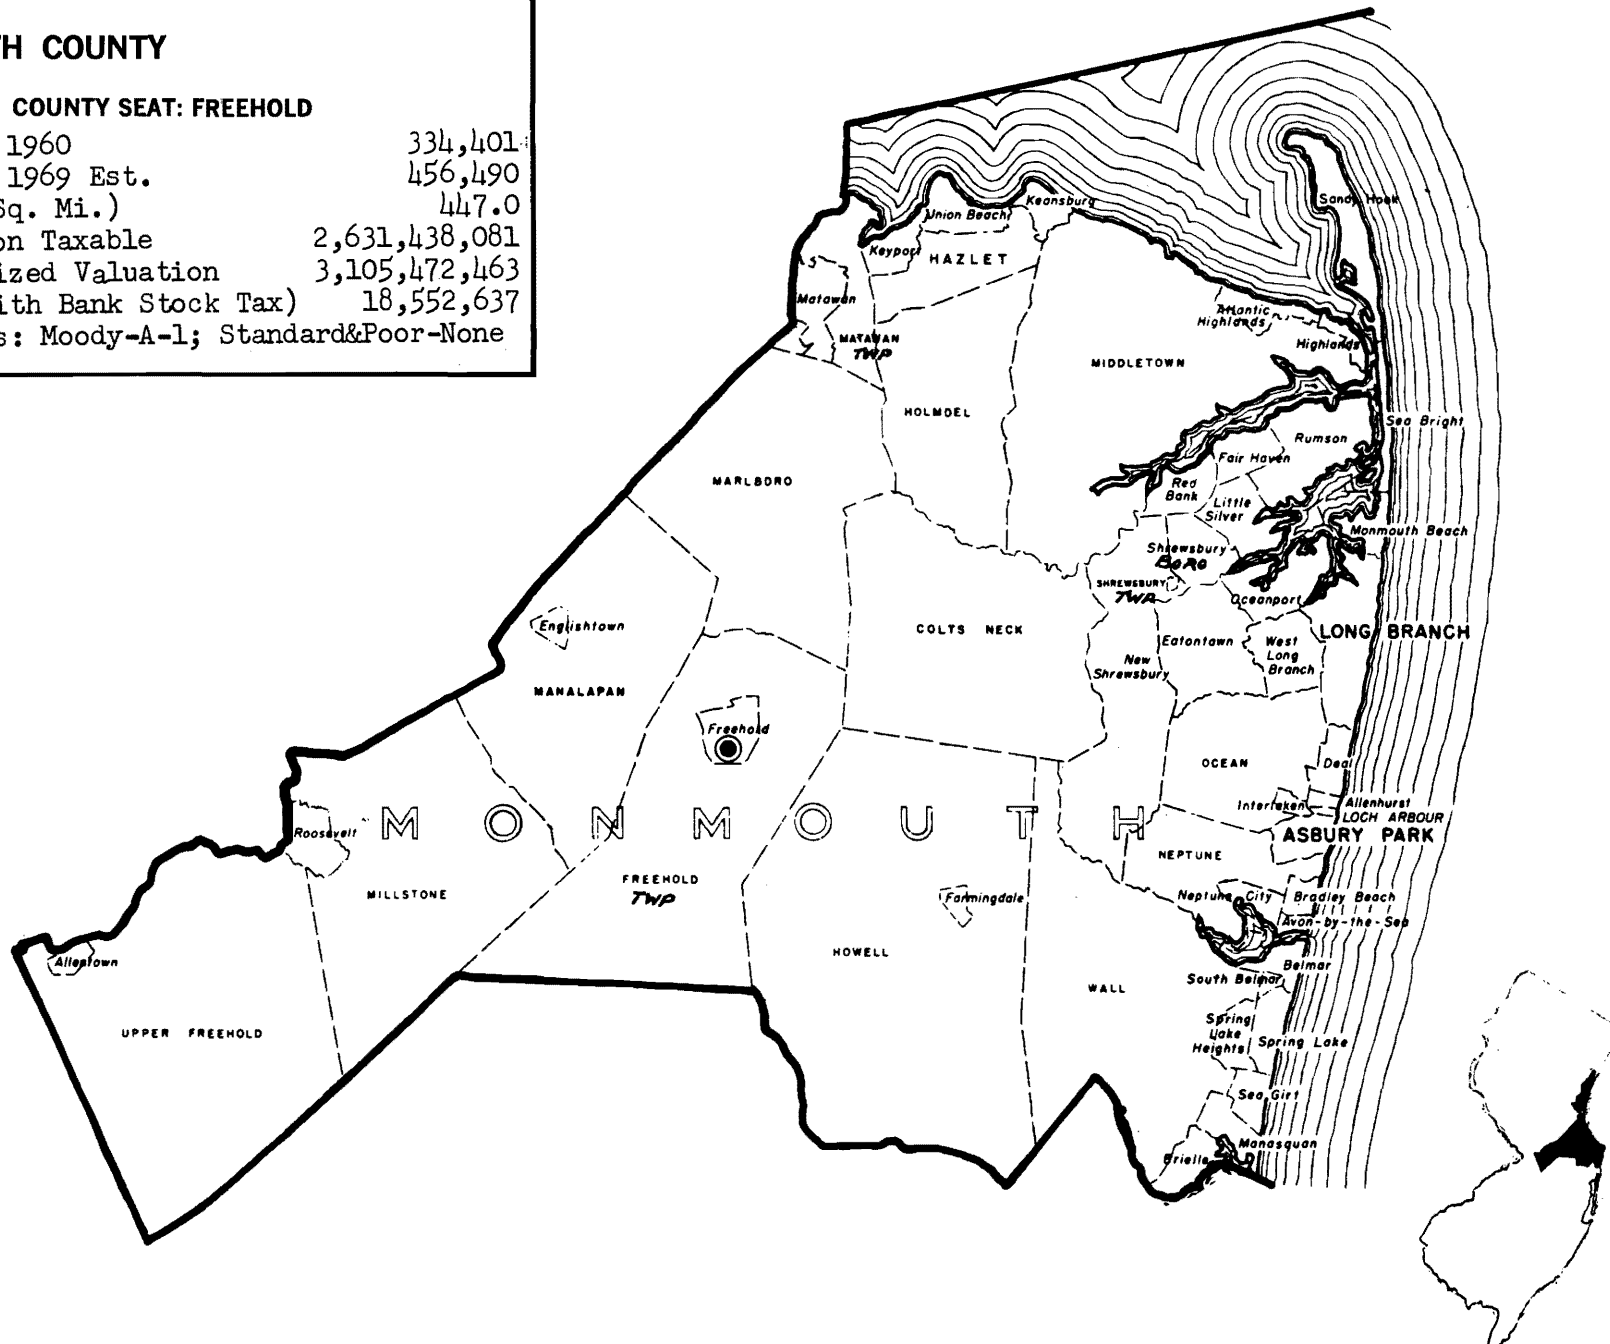 TH COUNTY
COUNTY SEAT: FREEHOLD
1960 334,401
1969 Est. 456,490
Sq. Mi.) 447.0
on Taxable 2,631,438,081
ized Valuation 3,105,472,463
ith Bank Stock Tax) 18,552,637
s: Moody-A-1; Standard&Poor-None
Sandy Hook
Keansburg
Union Beach
Keyport
HAZLET
Matawan
MATAWAN
TWP
Atlantic
Highlands
Highlands
MIDDLETOWN
HOLMDEL
Sea Bright
Rumson
Fair Haven
MARLBORO
Red
Bank
Little
Silver
Monmouth Beach
Shrewsbury
BORO
SHREWSBURY
TWP
Oceanport
Englishtown
COLTS NECK
LONG BRANCH
Eatontown
West
Long
Branch
New
Shrewsbury
MANALAPAN
Freehold
OCEAN
Deal
Interlaken
Allenhurst
LOCH ARBOUR
Roosevelt
MONMOUTH
ASBURY PARK
NEPTUNE
FREEHOLD
TWP
MILLSTONE
Farmingdale
Neptune City
Bradley Beach
Avon-by-the-Sea
HOWELL
Allentown
Belmar
South Belmar
WALL
Spring
Lake
Heights
Spring Lake
UPPER FREEHOLD
Sea Girt
Manasquan
Brielle